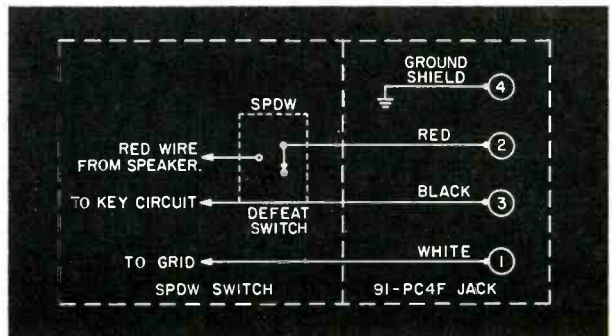 GROUND
SHIELD
4
SPDW
RED
2
RED WIRE
FROM SPEAKER.
BLACK
3
TO KEY CIRCUIT
DEFEAT
SWITCH
WHITE
1
TO GRID
SPDW SWITCH
91-PC4F JACK